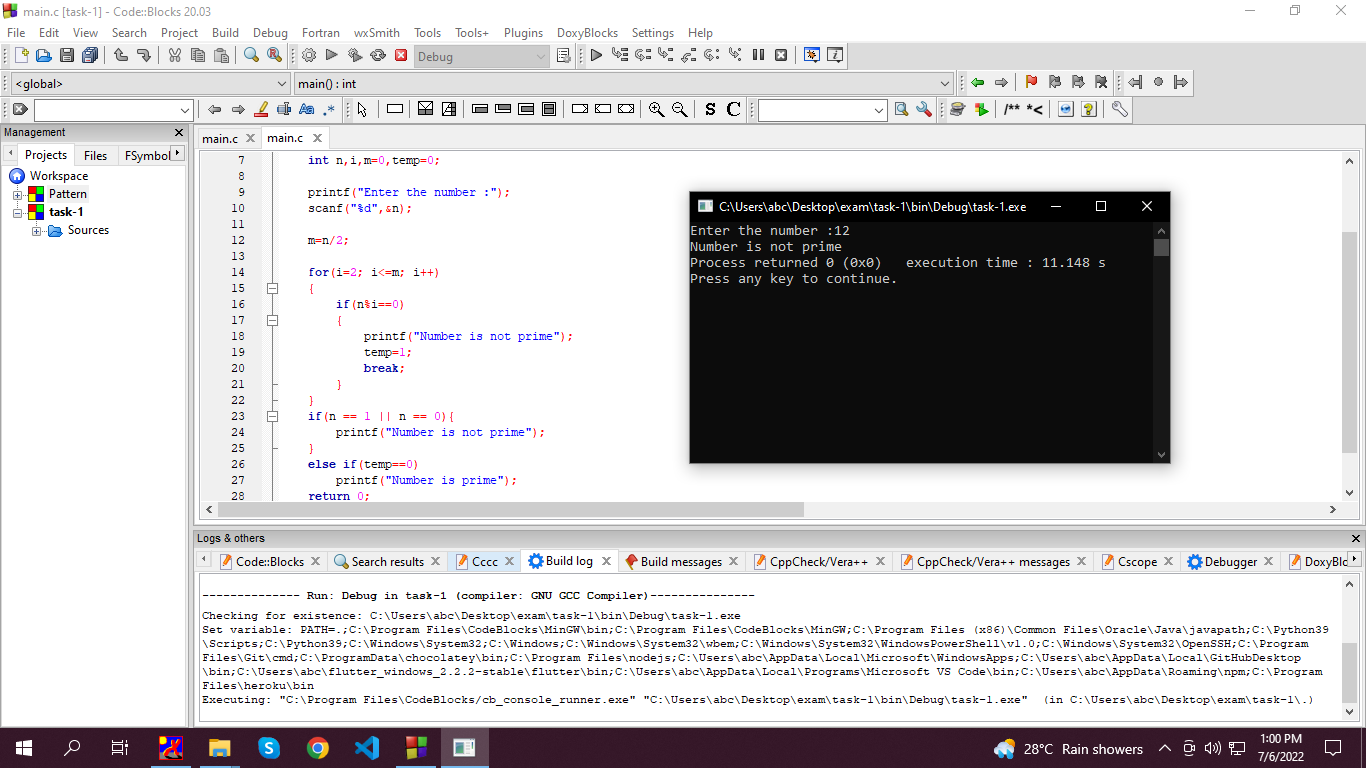 main.c [task-1] - Code::Blocks 20.03
File Edit View Search Project Build Debug Fortran wxSmith Tools Tools+ Plugins DoxyBlocks Settings Help
Debug
<global>
main() : int
S C
/** *<
Management
Projects Files FSymbol
Workspace
Pattern
task-1
Sources
main.c main.c
7 int n,i,m=0,temp=0;
8
9 printf("Enter the number :");
10 scanf("%d",&n);
11
12 m=n/2;
13
14 for(i=2; i<=m; i++)
15 {
16 if(n%i==0)
17 {
18 printf("Number is not prime");
19 temp=1;
20 break;
21 }
22 }
23 if(n == 1 || n == 0){
24 printf("Number is not prime");
25 }
26 else if(temp==0)
27 printf("Number is prime");
28 return 0;
C:\Users\abc\Desktop\exam\task-1\bin\Debug\task-1.exe
Enter the number :12
Number is not prime
Process returned 0 (0x0) execution time : 11.148 s
Press any key to continue.
Logs & others
Code::Blocks Search results Cccc Build log Build messages CppCheck/Vera++ CppCheck/Vera++ messages Cscope Debugger DoxyBlo
-------------- Run: Debug in task-1 (compiler: GNU GCC Compiler)---------------
Checking for existence: C:\Users\abc\Desktop\exam\task-1\bin\Debug\task-1.exe
Set variable: PATH=.;C:\Program Files\CodeBlocks\MinGW\bin;C:\Program Files\CodeBlocks\MinGW;C:\Program Files (x86)\Common Files\Oracle\Java\javapath;C:\Python39
\Scripts;C:\Python39;C:\Windows\System32;C:\Windows;C:\Windows\System32\wbem;C:\Windows\System32\WindowsPowerShell\v1.0;C:\Windows\System32\OpenSSH;C:\Program
Files\Git\cmd;C:\ProgramData\chocolatey\bin;C:\Program Files\nodejs;C:\Users\abc\AppData\Local\Microsoft\WindowsApps;C:\Users\abc\AppData\Local\GitHubDesktop
\bin;C:\Users\abc\flutter_windows_2.2.2-stable\flutter\bin;C:\Users\abc\AppData\Local\Programs\Microsoft VS Code\bin;C:\Users\abc\AppData\Roaming\npm;C:\Program
Files\heroku\bin
Executing: "C:\Program Files\CodeBlocks/cb_console_runner.exe" "C:\Users\abc\Desktop\exam\task-1\bin\Debug\task-1.exe" (in C:\Users\abc\Desktop\exam\task-1\.)
28°C Rain showers
1:00 PM
7/6/2022